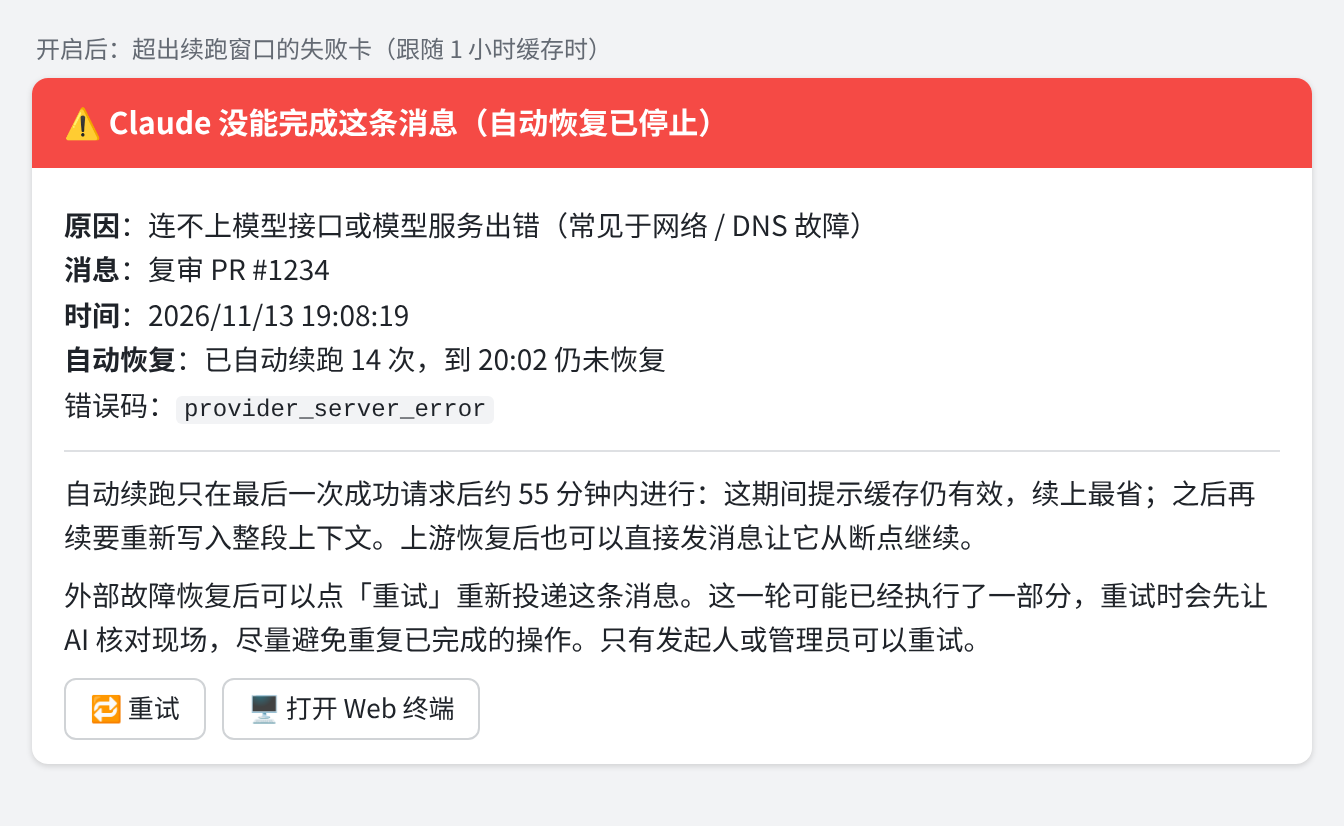 开启后：超出续跑窗口的失败卡（跟随 1 小时缓存时）
⚠️ Claude 没能完成这条消息（自动恢复已停止）
原因：连不上模型接口或模型服务出错（常见于网络 / DNS 故障）
消息：复审 PR #1234
时间：2026/11/13 19:08:19
自动恢复：已自动续跑 14 次，到 20:02 仍未恢复
错误码： provider_server_error
自动续跑只在最后一次成功请求后约 55 分钟内进行：这期间提示缓存仍有效，续上最省；之后再
续要重新写入整段上下文。上游恢复后也可以直接发消息让它从断点继续。
外部故障恢复后可以点「重试」重新投递这条消息。这一轮可能已经执行了一部分，重试时会先让
AI 核对现场，尽量避免重复已完成的操作。只有发起人或管理员可以重试。
🔁 重试
🖥️ 打开 Web 终端